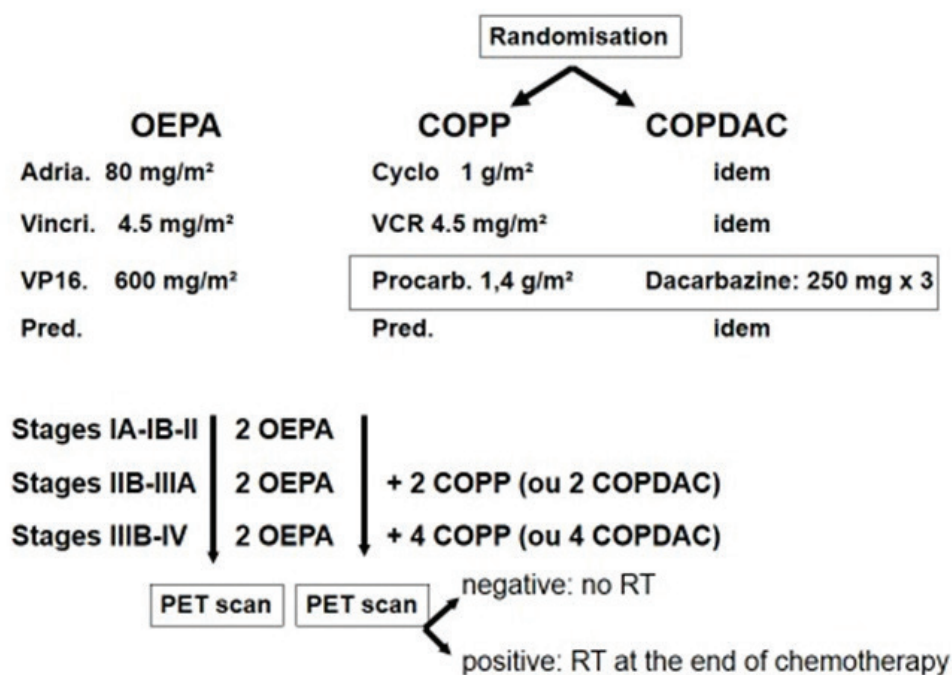 Randomisation
OEPA COPP COPDAC
Adria. 80 mg/m² Cyclo 1 g/m² idem
Vincri. 4.5 mg/m² VCR 4.5 mg/m² idem
VP16. 600 mg/m² Procarb. 1,4 g/m² Dacarbazine: 250 mg x 3
Pred. Pred. idem
Stages IA-IB-II 2 OEPA
Stages IIB-IIIA 2 OEPA + 2 COPP (ou 2 COPDAC)
Stages IIIB-IV 2 OEPA + 4 COPP (ou 4 COPDAC)
negative: no RT
PET scan PET scan
positive: RT at the end of chemotherapy